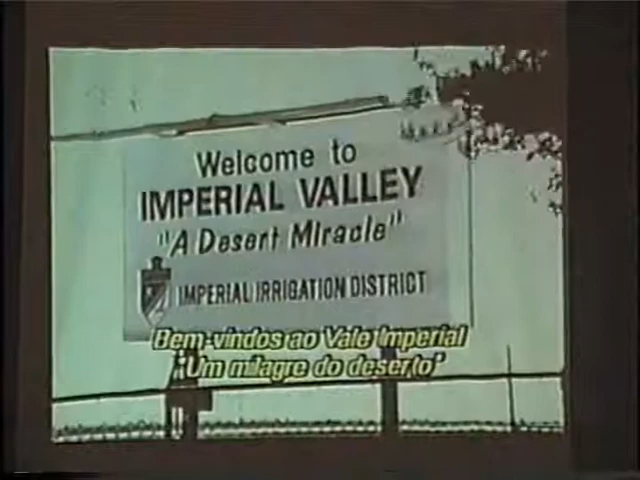 Welcome to
IMPERIAL VALLEY
"A Desert Miracle"
IMPERIAL IRRIGATION DISTRICT
Bem-vindos ao Vale Imperial
"Um milagre do deserto"